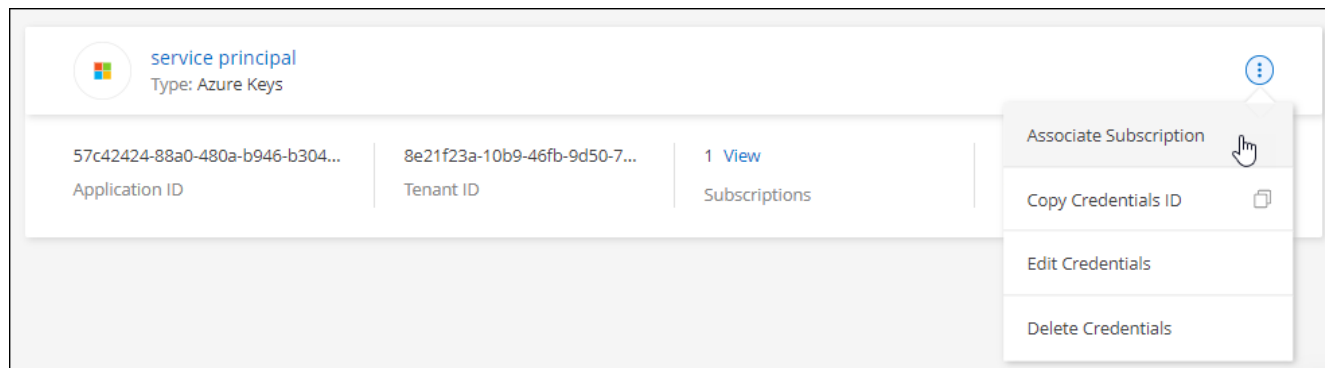 service principal
Type: Azure Keys
57c42424-88a0-480a-b946-b304...
Application ID
8e21f23a-10b9-46fb-9d50-7...
Tenant ID
1 View
Subscriptions
Associate Subscription
Copy Credentials ID
Edit Credentials
Delete Credentials